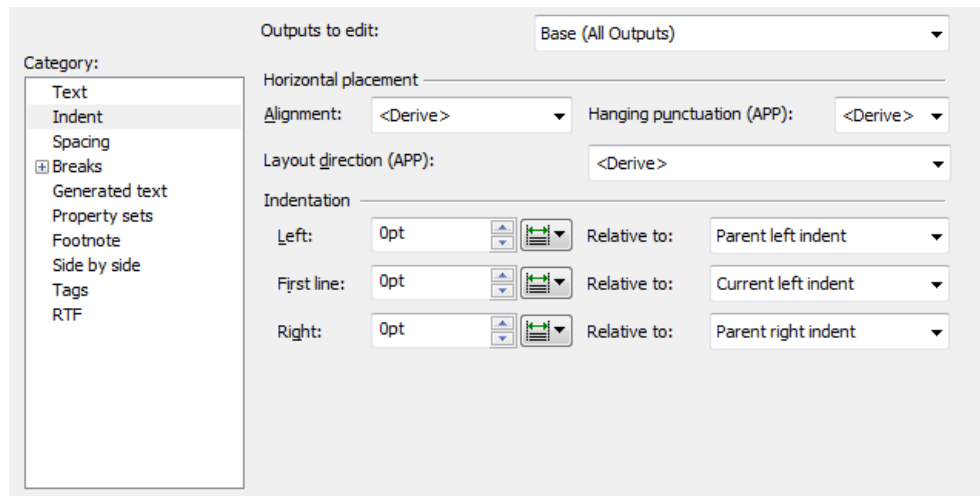 Outputs to edit: Base (All Outputs)
Category:
Text
Indent
Spacing
Breaks
Generated text
Property sets
Footnote
Side by side
Tags
RTF
Horizontal placement
Alignment: <Derive> Hanging punctuation (APP): <Derive>
Layout direction (APP): <Derive>
Indentation
Left: 0pt Relative to: Parent left indent
First line: 0pt Relative to: Current left indent
Right: 0pt Relative to: Parent right indent